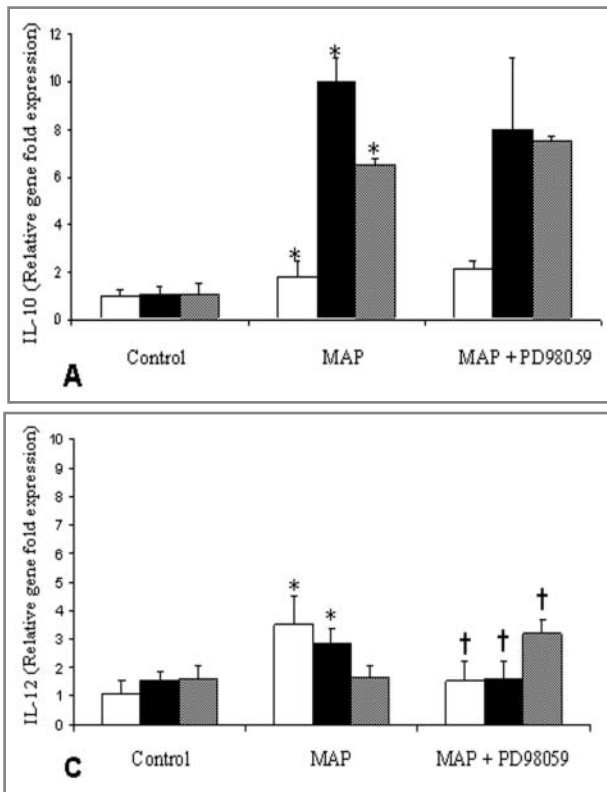 IL-10 (Relative gene fold expression)
12
10
8
6
4
2
0
*
*
*
Control
MAP
MAP + PD98059
A
IL-12 (Relative gene fold expression)
10
9
8
7
6
5
4
3
2
1
0
*
*
†
†
†
Control
MAP
MAP + PD98059
C